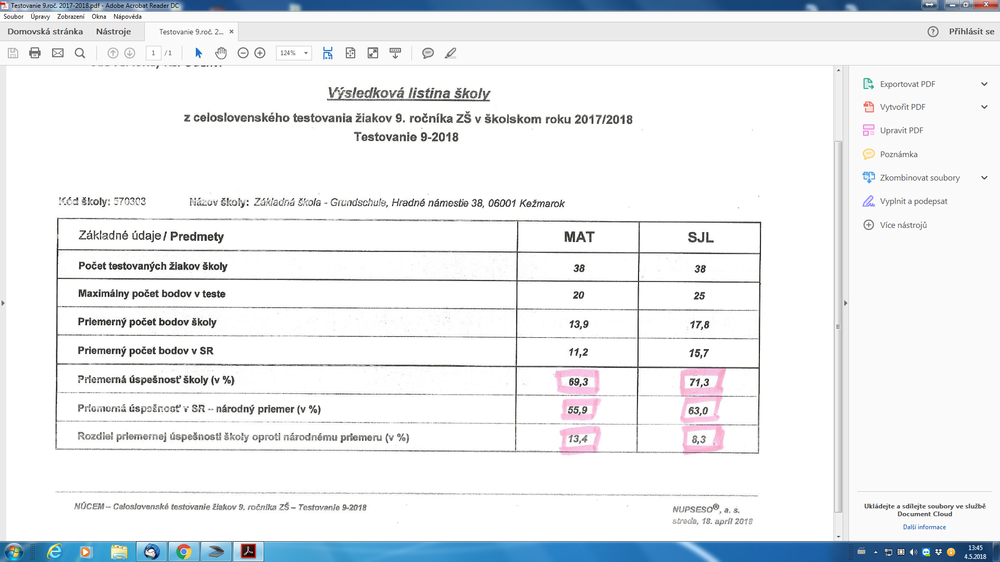 Testovanie 9.roč. 2017-2018.pdf - Adobe Acrobat Reader DC
Soubor Úpravy Zobrazení Okna Nápověda
Domovská stránka Nástroje Testovanie 9.roč. 2... × Přihlásit se
1 / 1 124%
Výsledková listina školy
z celoslovenského testovania žiakov 9. ročníka ZŠ v školskom roku 2017/2018
Testovanie 9-2018
Kód školy: 570303 Názov školy: Základná škola - Grundschule, Hradné námestie 38, 06001 Kežmarok
Základné údaje / Predmety MAT SJL
Počet testovaných žiakov školy 38 38
Maximálny počet bodov v teste 20 25
Priemerný počet bodov školy 13,9 17,8
Priemerný počet bodov v SR 11,2 15,7
Priemerná úspešnosť školy (v %) 69,3 71,3
Priemerná úspešnosť v SR – národný priemer (v %) 55,9 63,0
Rozdiel priemernej úspešnosti školy oproti národnému priemeru (v %) 13,4 8,3
NÚCEM – Celoslovenské testovanie žiakov 9. ročníka ZŠ – Testovanie 9-2018
NUPSESO®, a. s.
streda, 18. apríl 2018
Exportovat PDF
Vytvořit PDF
Upravit PDF
Poznámka
Zkombinovat soubory
Vyplnit a podepsat
Více nástrojů
Ukládejte a sdílejte soubory ve službě
Document Cloud
Další informace
13:45
4.5.2018